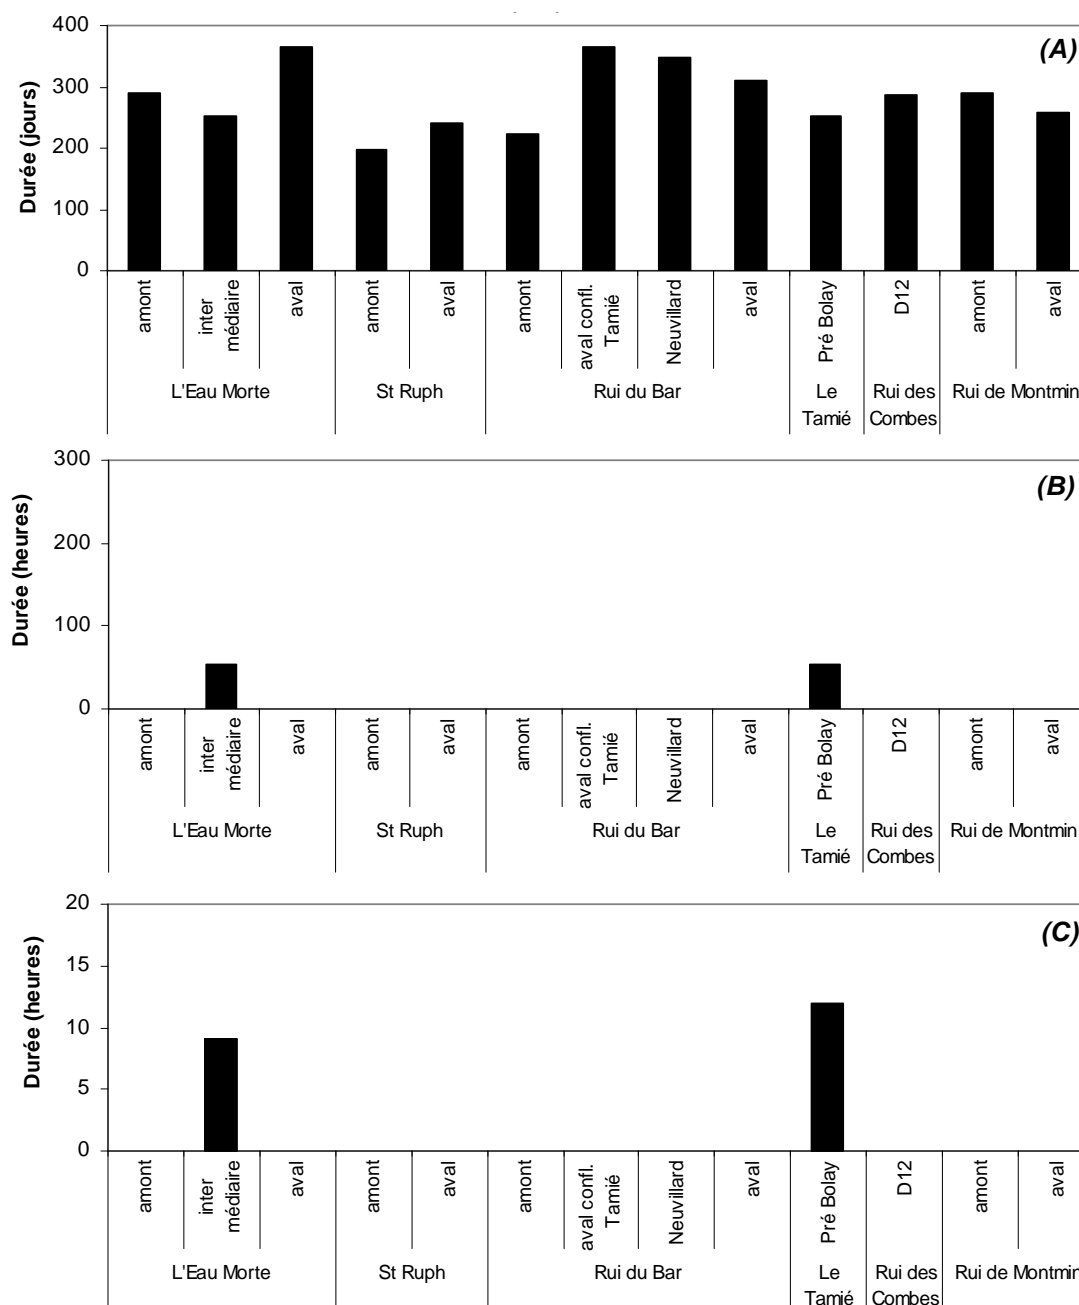 400
(A)
300
200
100
0
Durée (jours)
amont
inter
médiaire
aval
amont
aval
amont
aval confl.
Tamié
Neuvillard
aval
Pré Bolay
D12
amont
aval
L'Eau Morte
St Ruph
Rui du Bar
Le
Tamié
Rui des
Combes
Rui de Montmin
300
(B)
200
100
0
Durée (heures)
amont
inter
médiaire
aval
amont
aval
amont
aval confl.
Tamié
Neuvillard
aval
Pré Bolay
D12
amont
aval
L'Eau Morte
St Ruph
Rui du Bar
Le
Tamié
Rui des
Combes
Rui de Montmin
20
(C)
15
10
5
0
Durée (heures)
amont
inter
médiaire
aval
amont
aval
amont
aval confl.
Tamié
Neuvillard
aval
Pré Bolay
D12
amont
aval
L'Eau Morte
St Ruph
Rui du Bar
Le
Tamié
Rui des
Combes
Rui de Montmin